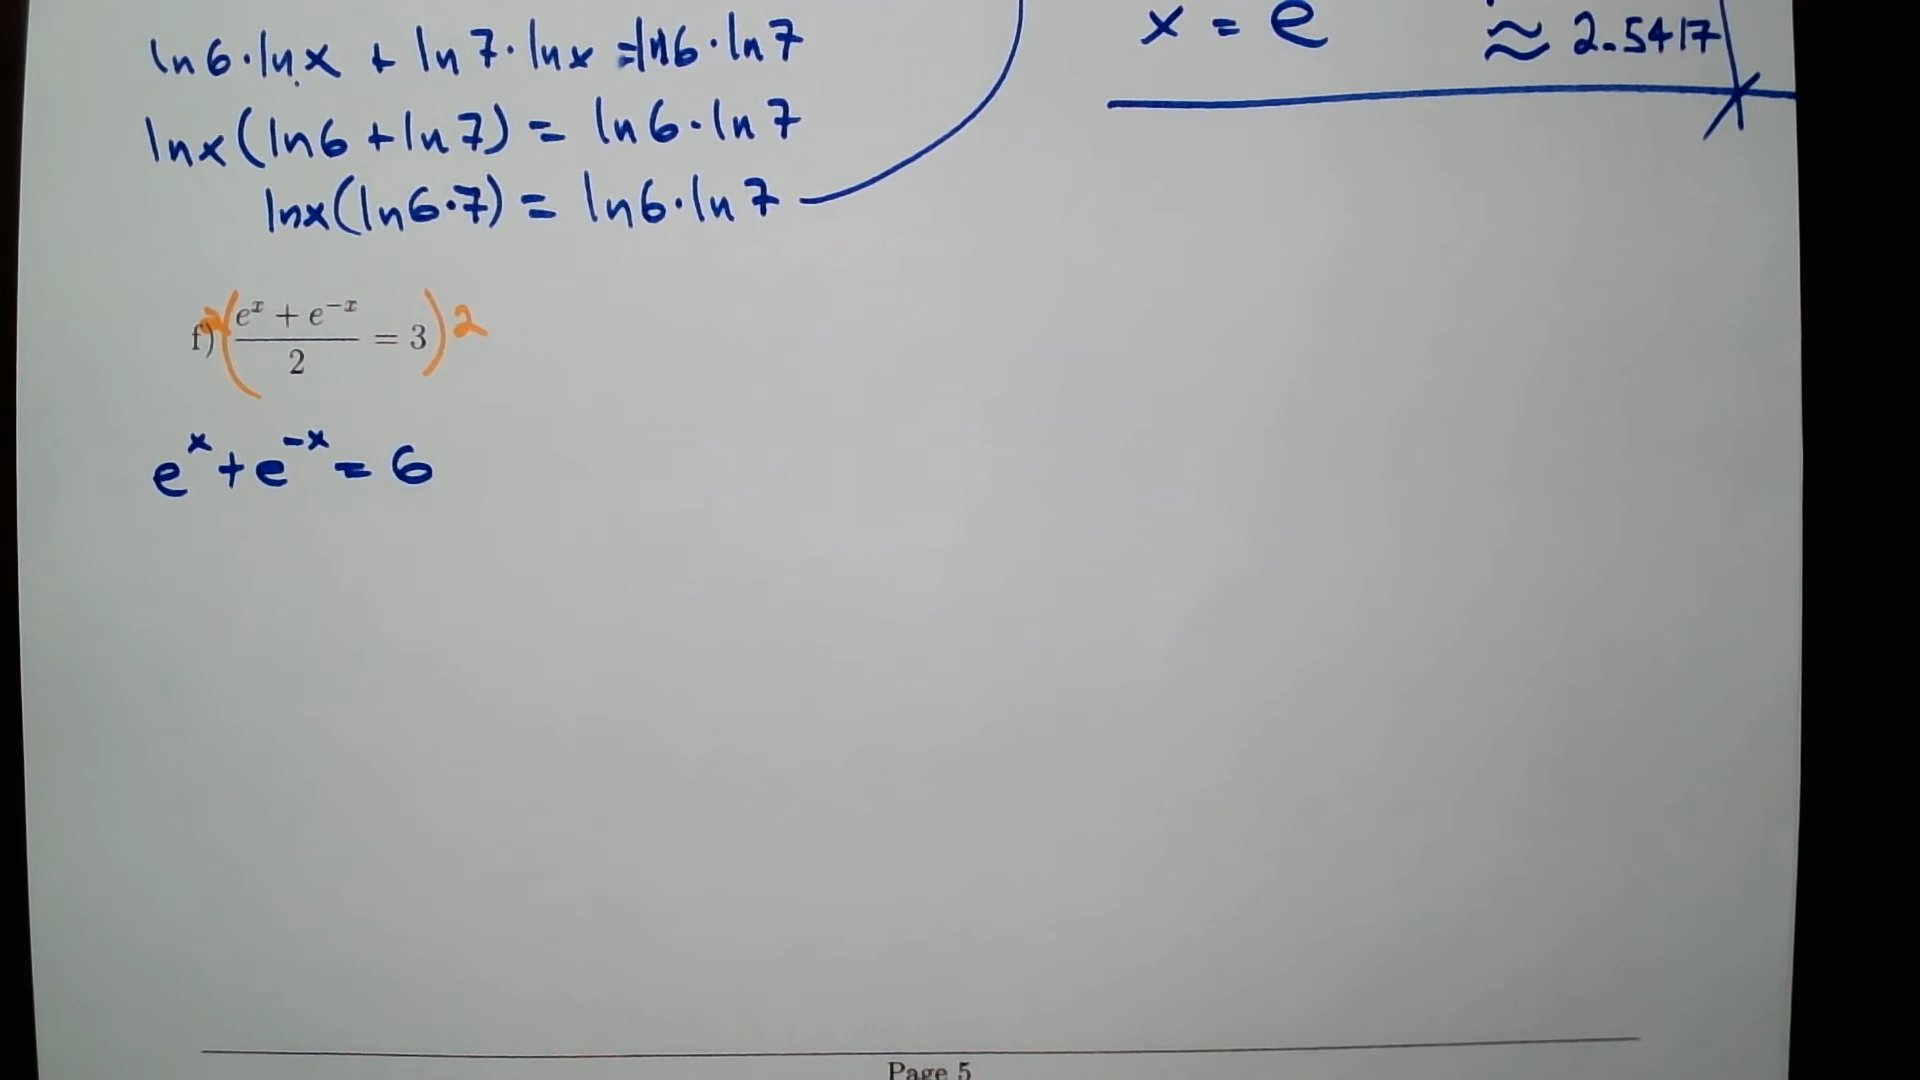 ln6·lnx + ln7·lnx = ln6·ln7
lnx(ln6+ln7) = ln6·ln7
lnx(ln6·7) = ln6·ln7
x = e
≈ 2.5417
f) 2(e^x + e^{-x} / 2 = 3)2
e^x + e^{-x} = 6
Page 5